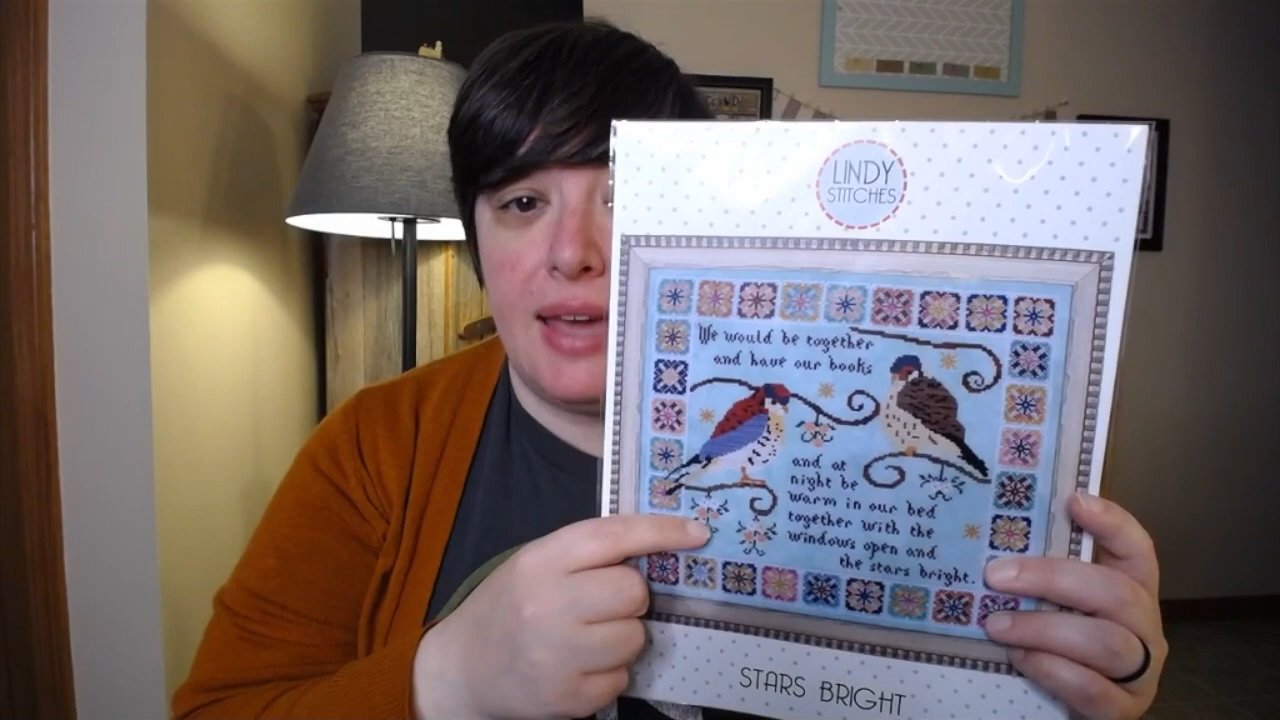 LINDY
STITCHES
We would be together
and have our books
and at
night be
warm in our bed
together with the
windows open and
the stars bright.
STARS BRIGHT